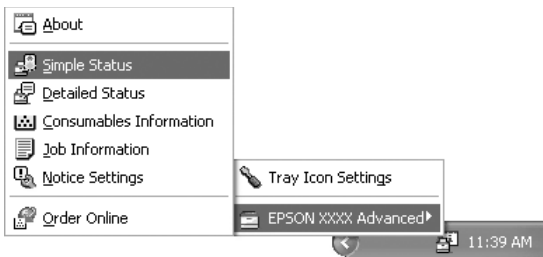 About
Simple Status
Detailed Status
Consumables Information
Job Information
Notice Settings
Order Online
Tray Icon Settings
EPSON XXXX Advanced
11:39 AM